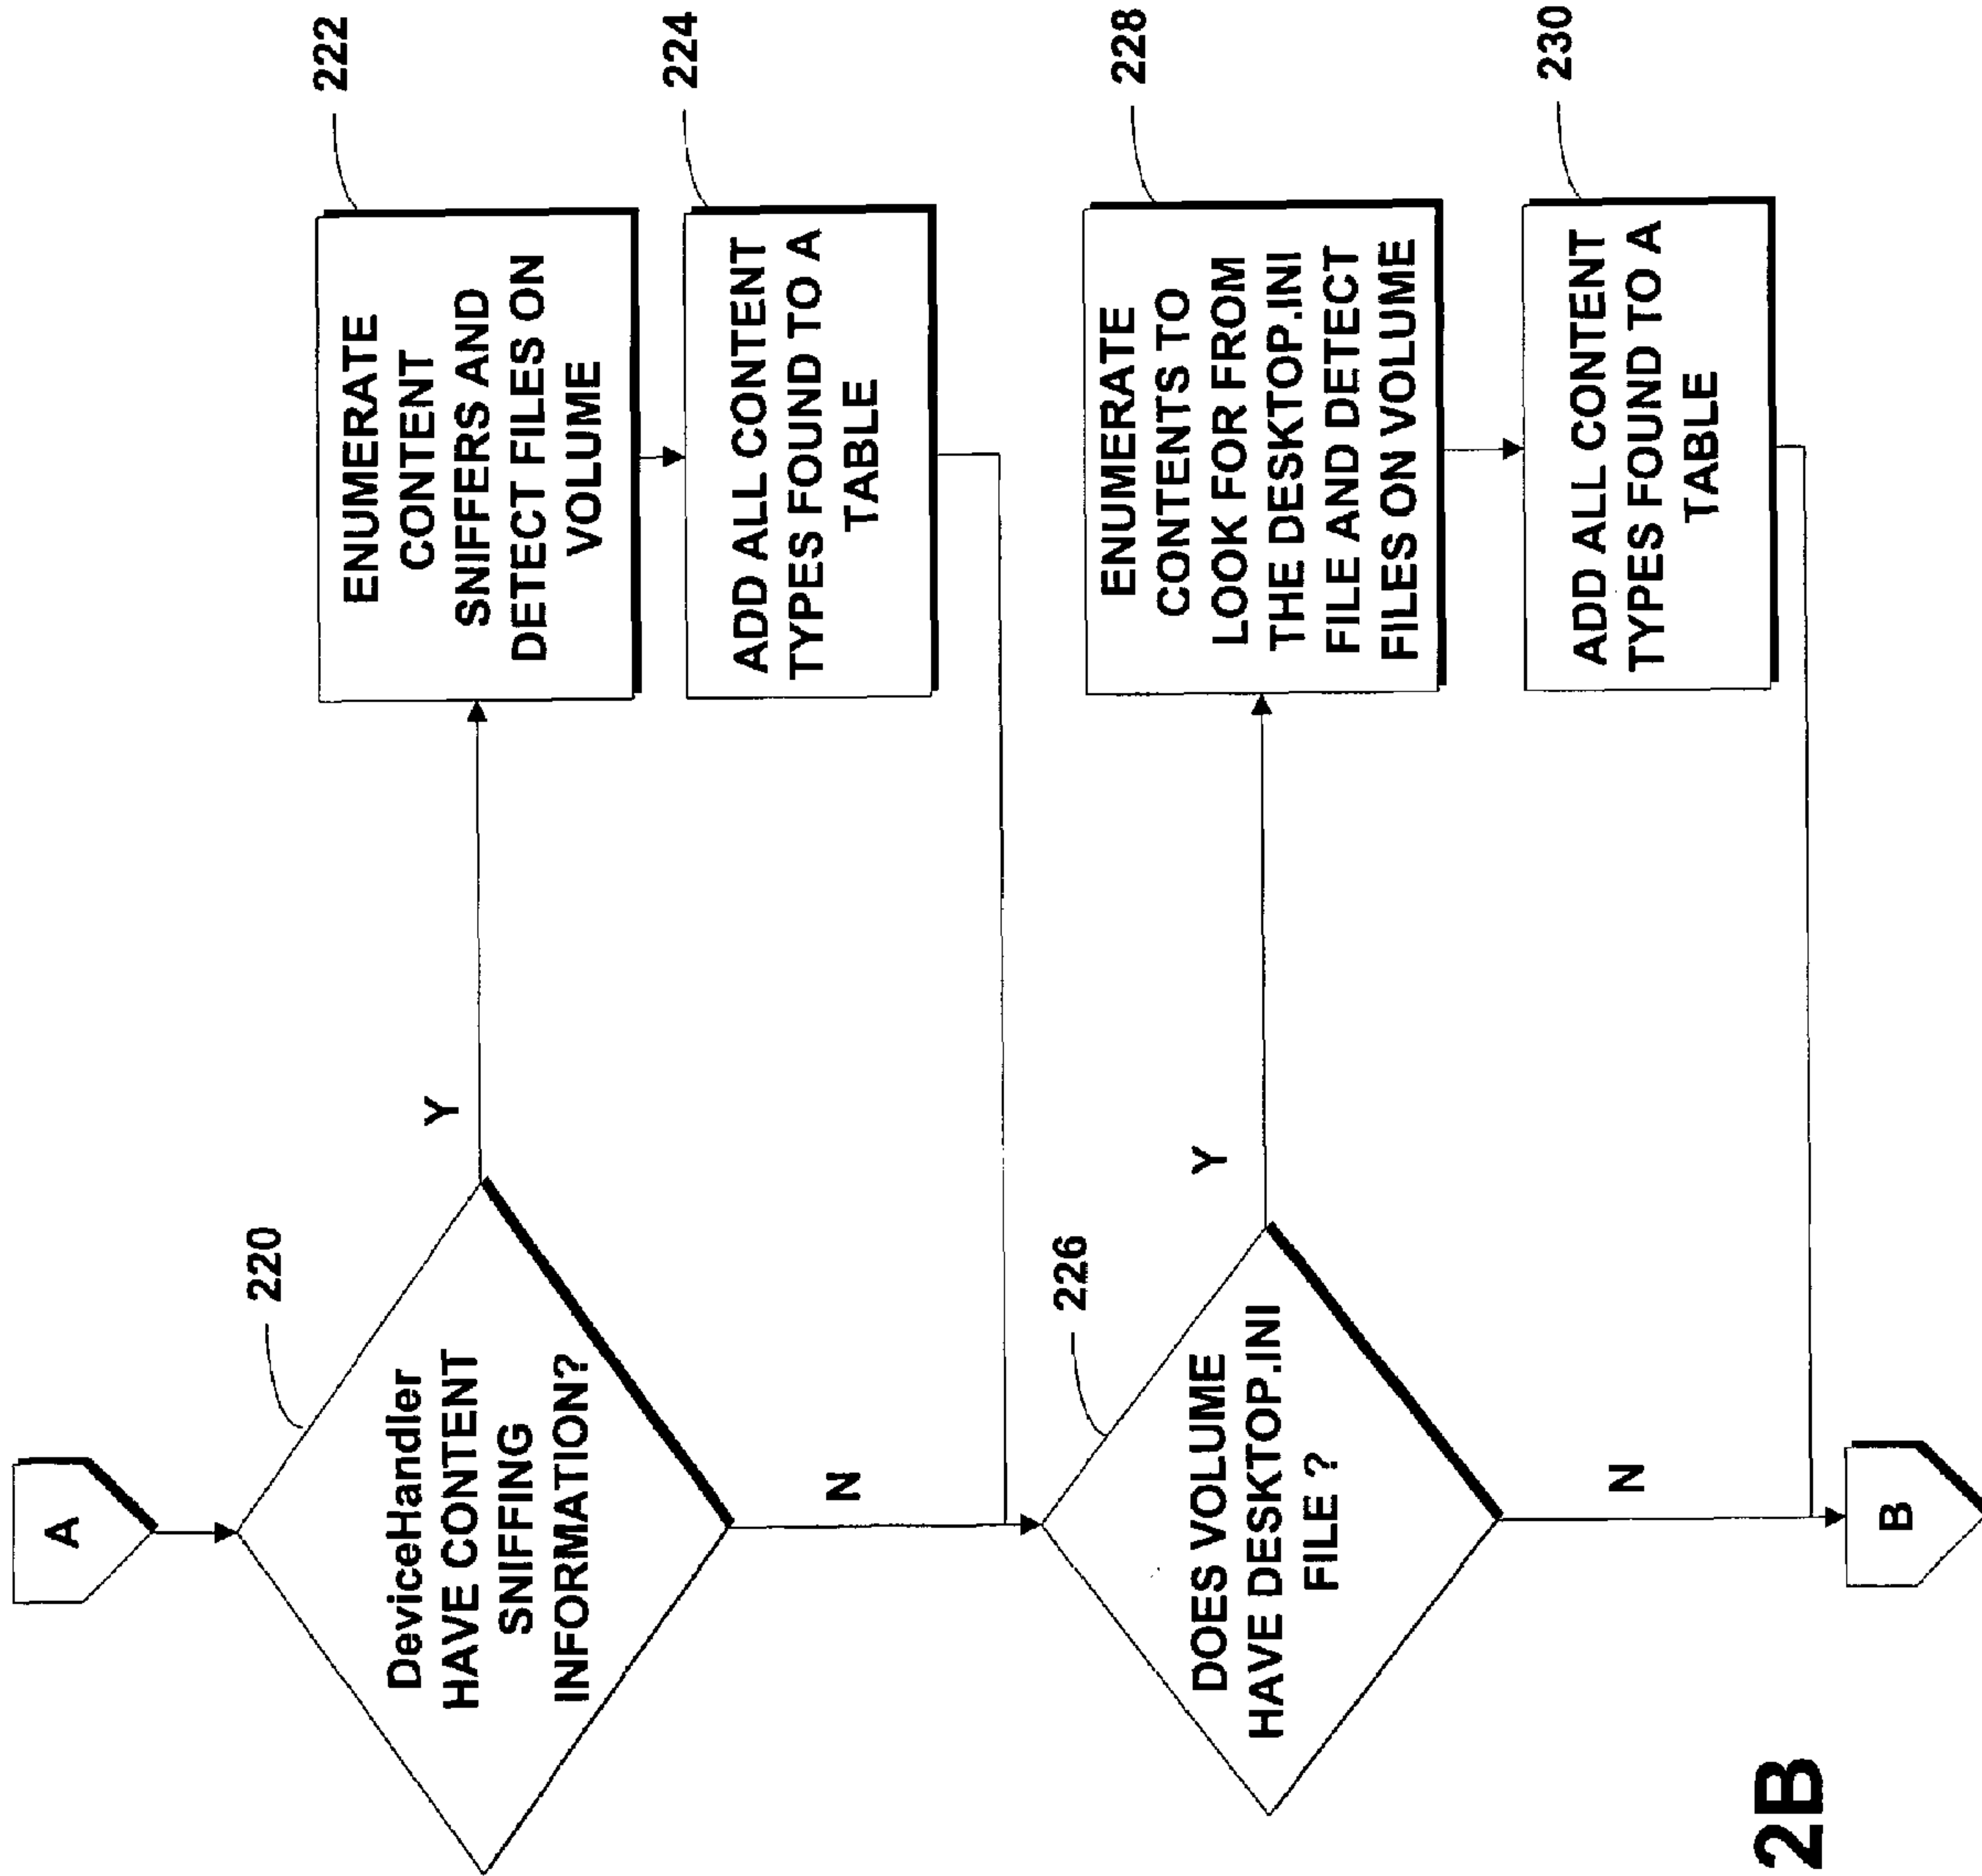 A
220
DeviceHandler
HAVE CONTENT
SNIFFING
INFORMATION?
Y
N
222
ENUMERATE
CONTENT
SNIFFERS AND
DETECT FILES ON
VOLUME
224
ADD ALL CONTENT
TYPES FOUND TO A
TABLE
226
DOES VOLUME
HAVE DESKTOP.INI
FILE ?
Y
N
228
ENUMERATE
CONTENTS TO
LOOK FOR FROM
THE DESKTOP.INI
FILE AND DETECT
FILES ON VOLUME
230
ADD ALL CONTENT
TYPES FOUND TO A
TABLE
B
2B